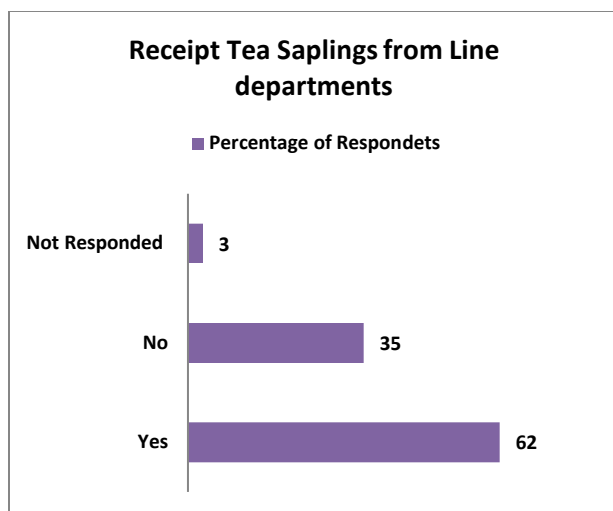 Receipt Tea Saplings from Line
departments
Percentage of Respondets
Not Responded 3
No 35
Yes 62